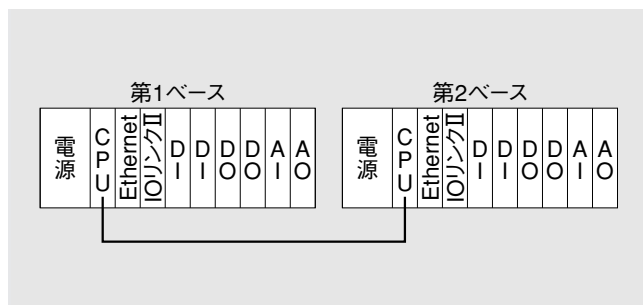 第1ベース
電源
CPU
Ethernet
IOリンクⅡ
DI
DI
DO
DO
AI
AO
第2ベース
電源
CPU
Ethernet
IOリンクⅡ
DI
DI
DO
DO
AI
AO